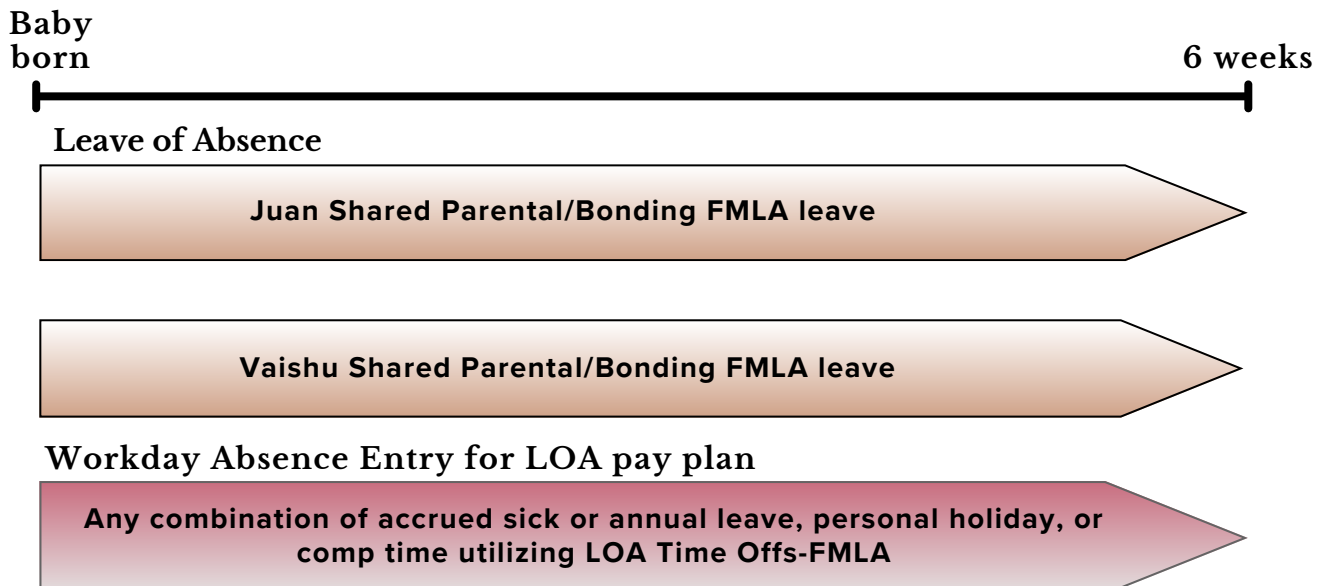 Baby
born
6 weeks
Leave of Absence
Juan Shared Parental/Bonding FMLA leave
Vaishu Shared Parental/Bonding FMLA leave
Workday Absence Entry for LOA pay plan
Any combination of accrued sick or annual leave, personal holiday, or
comp time utilizing LOA Time Offs-FMLA